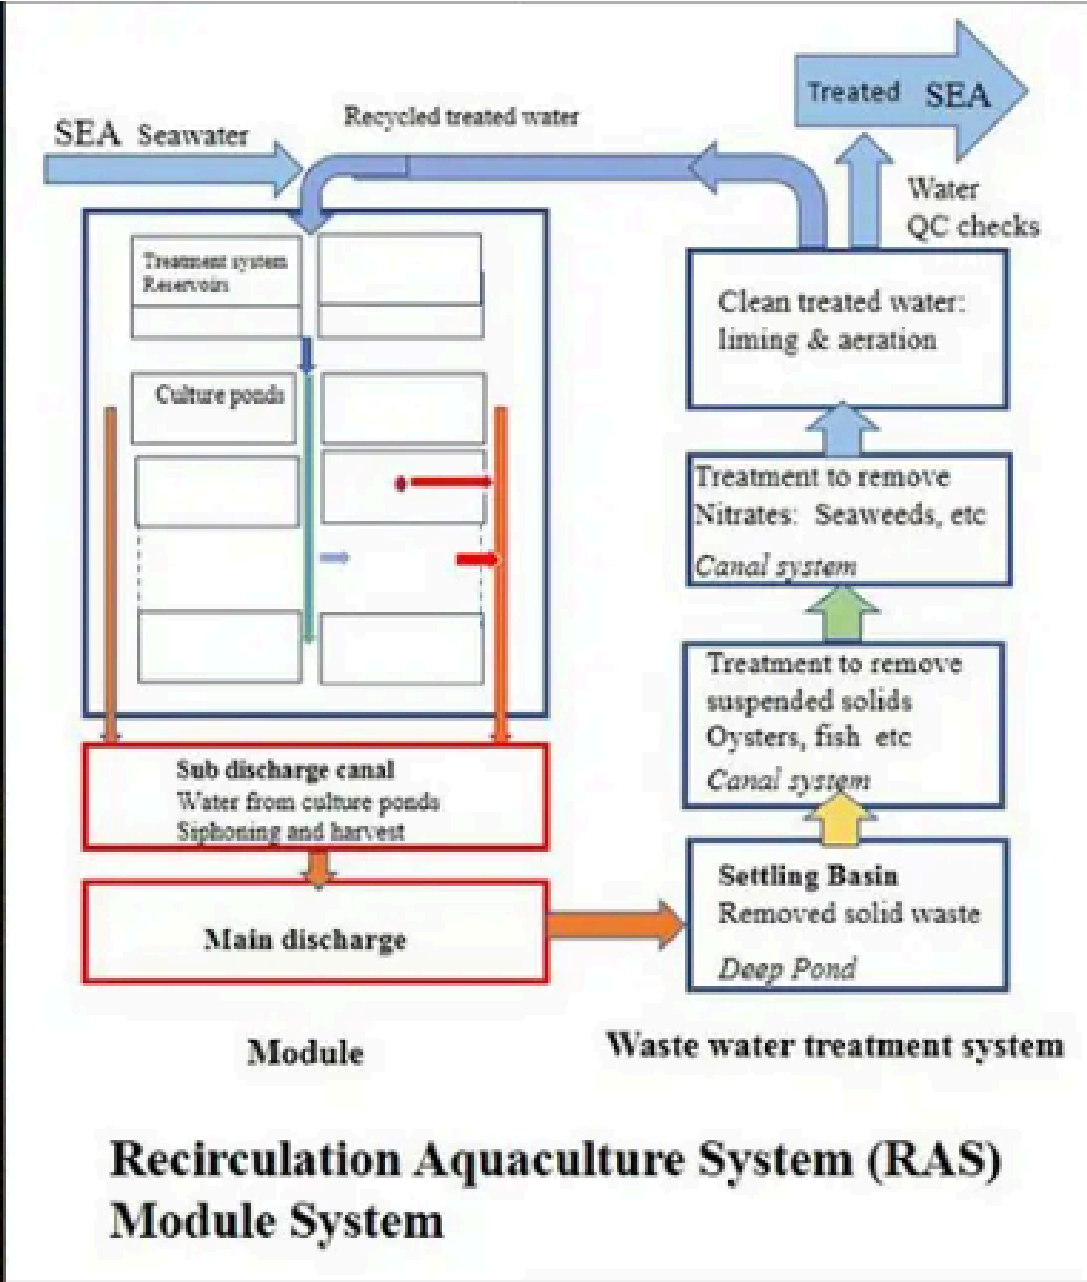 Treated SEA
Recycled treated water
SEA Seawater
Water
QC checks
Treatment system
Reservoirs
Culture ponds
Clean treated water:
liming & aeration
Treatment to remove
Nitrates: Seaweeds, etc
Canal system
Treatment to remove
suspended solids
Oysters, fish etc
Canal system
Sub discharge canal
Water from culture ponds
Siphoning and harvest
Settling Basin
Removed solid waste
Deep Pond
Main discharge
Module
Waste water treatment system
Recirculation Aquaculture System (RAS)
Module System